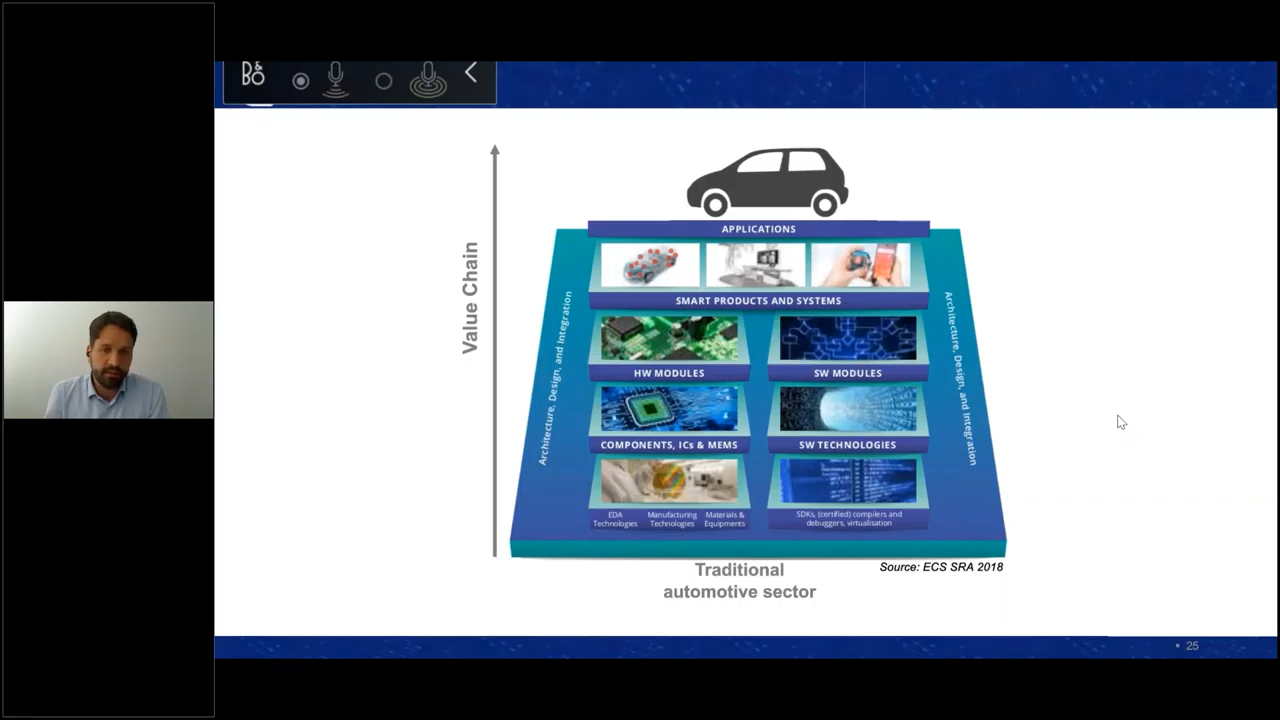 B&O
Value Chain
APPLICATIONS
SMART PRODUCTS AND SYSTEMS
HW MODULES
SW MODULES
COMPONENTS, ICs & MEMS
SW TECHNOLOGIES
EDA
Technologies
Manufacturing
Technologies
Materials &
Equipments
SDKs, (certified) compilers and
debuggers, virtualisation
Architecture, Design, and Integration
Architecture, Design, and Integration
Traditional
automotive sector
Source: ECS SRA 2018
25